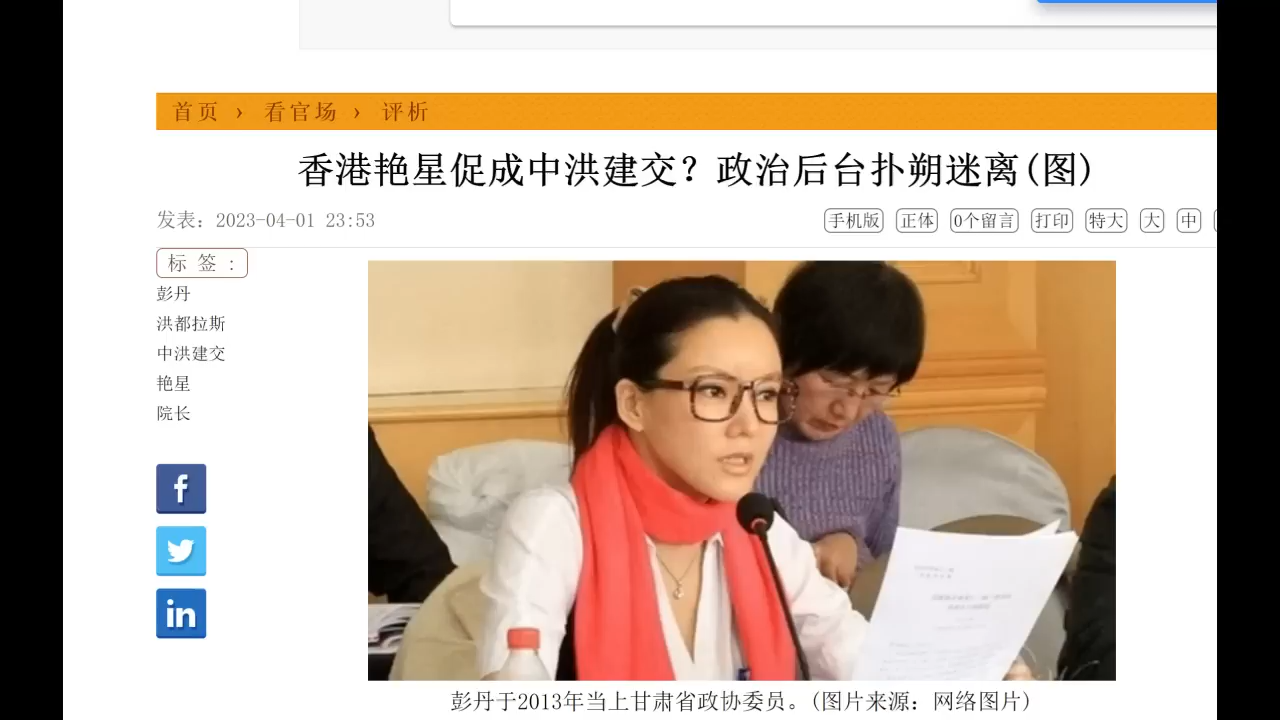 首页 › 看官场 › 评析
香港艳星促成中洪建交？政治后台扑朔迷离(图)
发表：2023-04-01 23:53
手机版 正体 0个留言 打印 特大 大 中
标 签 :
彭丹
洪都拉斯
中洪建交
艳星
院长
f
in
彭丹于2013年当上甘肃省政协委员。(图片来源：网络图片)